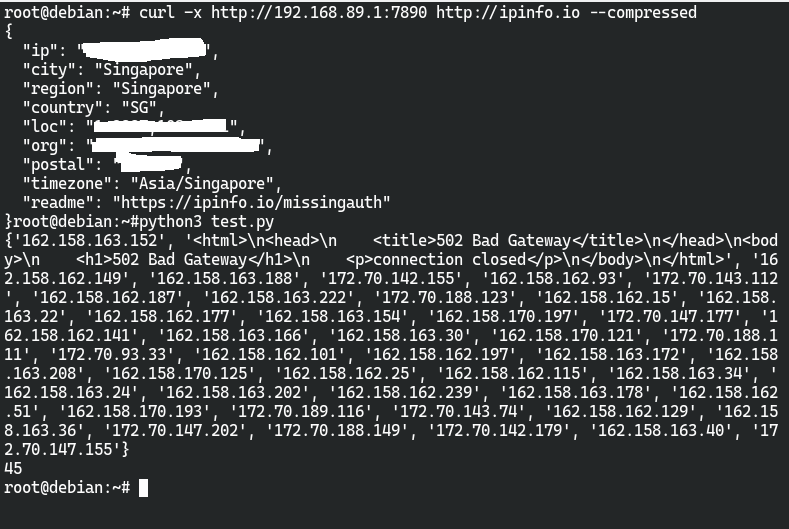 root@debian:~# curl -x http://192.168.89.1:7890 http://ipinfo.io --compressed
{
  "ip": "",
  "city": "Singapore",
  "region": "Singapore",
  "country": "SG",
  "loc": "",
  "org": "",
  "postal": "",
  "timezone": "Asia/Singapore",
  "readme": "https://ipinfo.io/missingauth"
}root@debian:~#python3 test.py
{'162.158.163.152', '<html>\n<head>\n    <title>502 Bad Gateway</title>\n</head>\n<bod
y>\n    <h1>502 Bad Gateway</h1>\n    <p>connection closed</p>\n</body>\n</html>', '16
2.158.162.149', '162.158.163.188', '172.70.142.155', '162.158.162.93', '172.70.143.112
', '162.158.162.187', '162.158.163.222', '172.70.188.123', '162.158.162.15', '162.158.
163.22', '162.158.162.177', '162.158.163.154', '162.158.170.197', '172.70.147.177', '1
62.158.162.141', '162.158.163.166', '162.158.163.30', '162.158.170.121', '172.70.188.1
11', '172.70.93.33', '162.158.162.101', '162.158.162.197', '162.158.163.172', '162.158
.163.208', '162.158.170.125', '162.158.162.25', '162.158.162.115', '162.158.163.34', '
162.158.163.24', '162.158.163.202', '162.158.162.239', '162.158.163.178', '162.158.162
.51', '162.158.170.193', '172.70.189.116', '172.70.143.74', '162.158.162.129', '162.15
8.163.36', '172.70.147.202', '172.70.188.149', '172.70.142.179', '162.158.163.40', '17
2.70.147.155'}
45
root@debian:~#